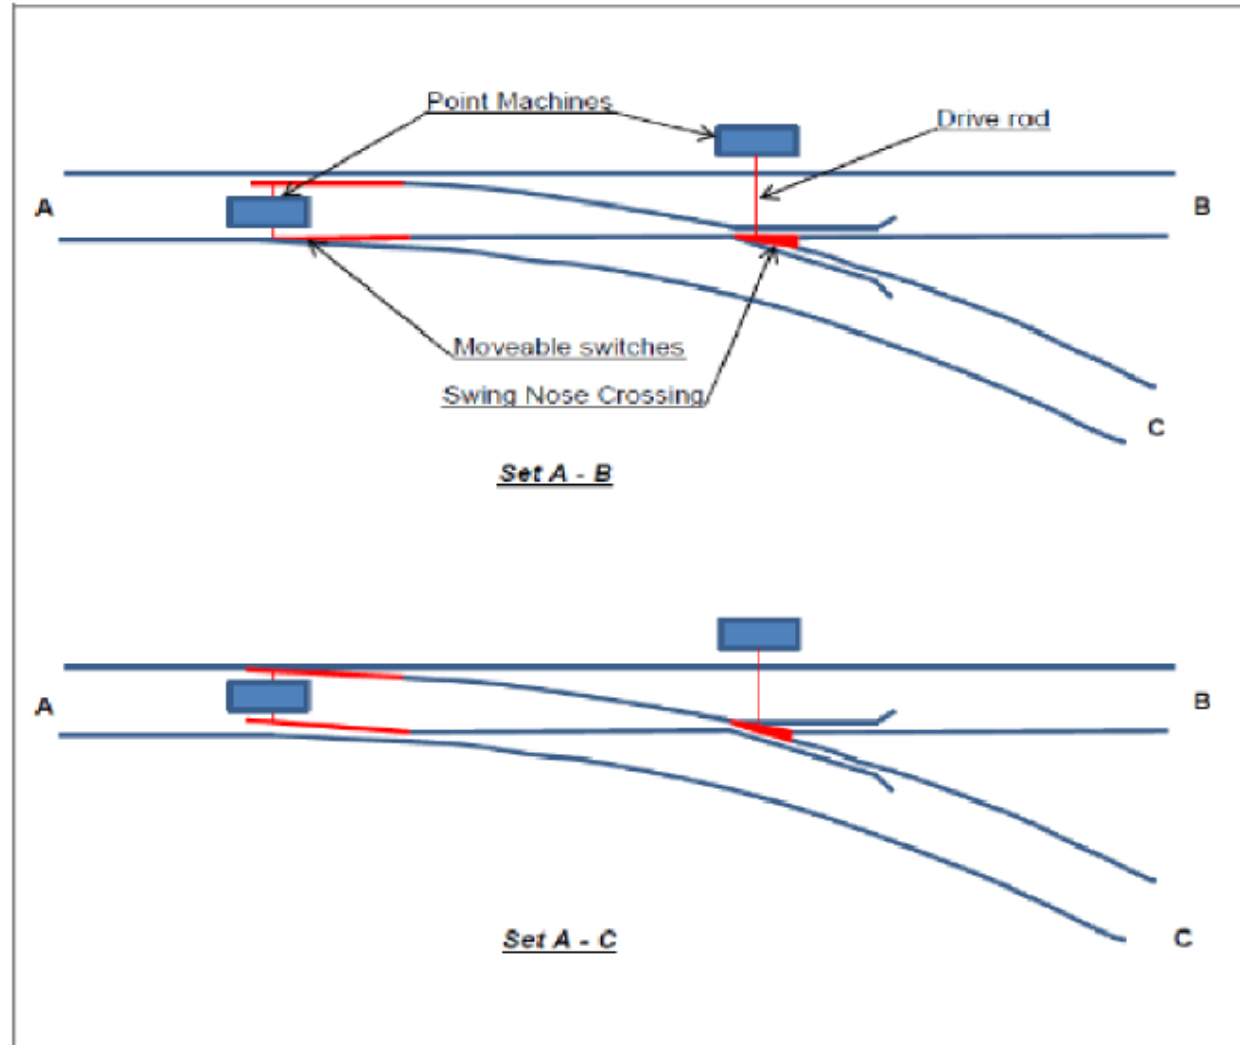 Point Machines
Drive rod
A
B
Moveable switches
Swing Nose Crossing
C
Set A - B
A
B
Set A - C
C